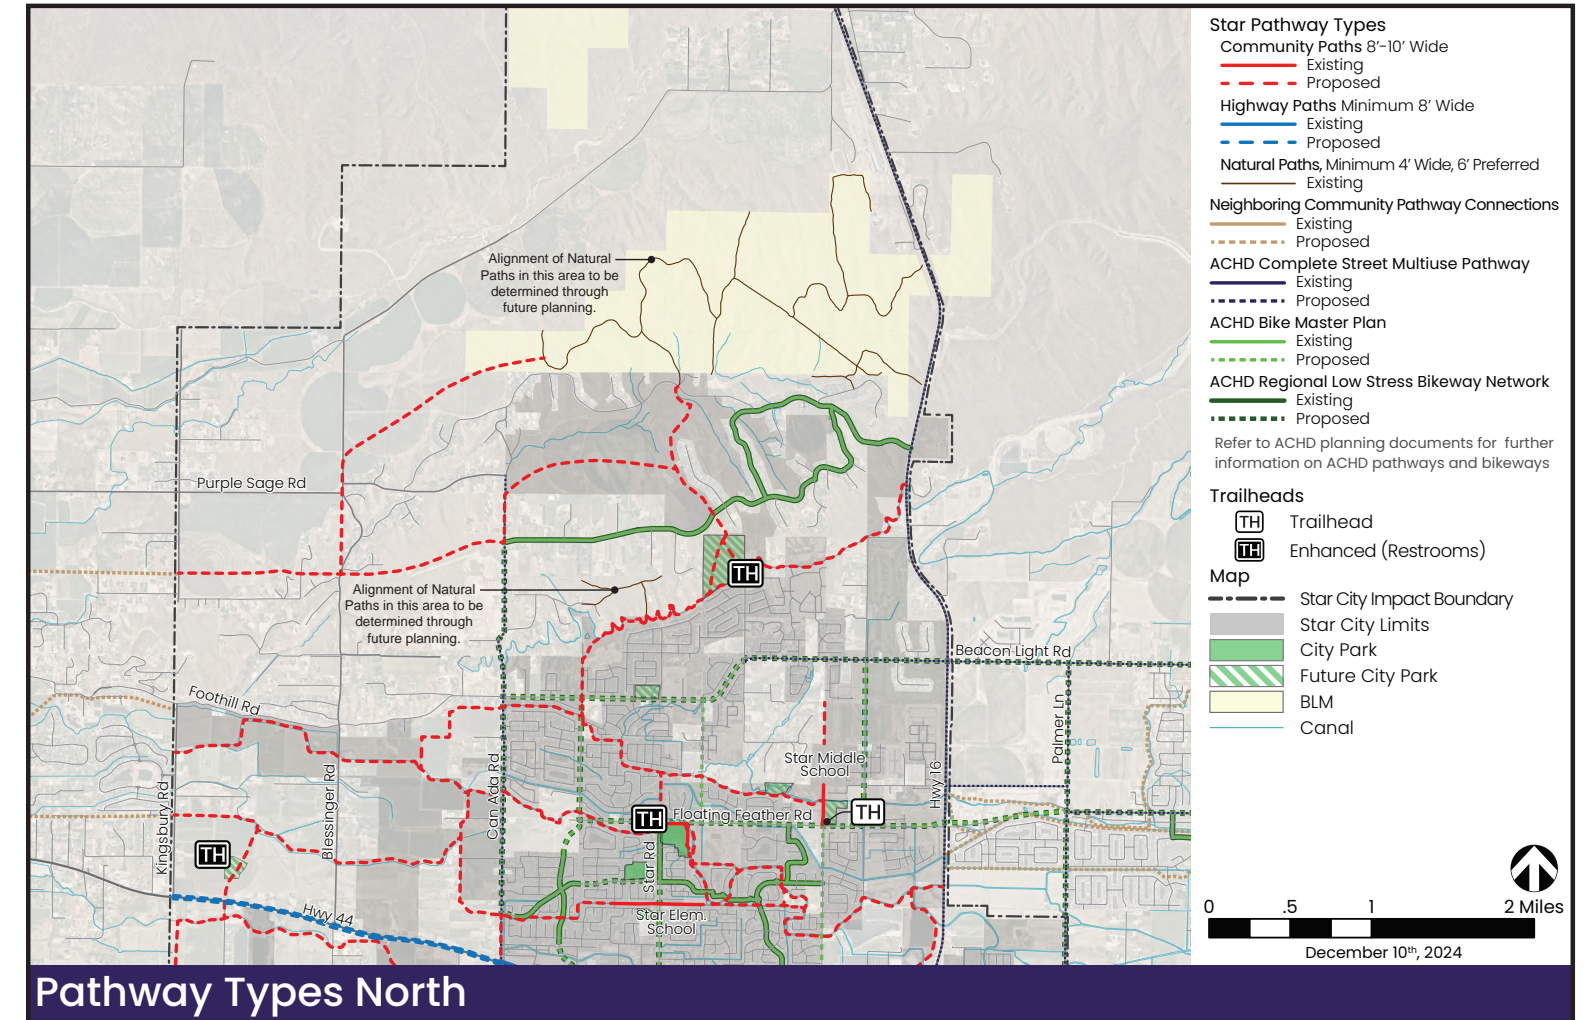 Alignment of Natural
Paths in this area to be
determined through
future planning.
Purple Sage Rd
Alignment of Natural
Paths in this area to be
determined through
future planning.
TH
Beacon Light Rd
Foothill Rd
Palmer Ln
Star Middle
School
Hwy 16
Can Ada Rd
Blessinger Rd
Kingsbury Rd
TH
Floating Feather Rd
TH
TH
Star Rd
Hwy 44
Star Elem.
School
Star Pathway Types
Community Paths 8'-10' Wide
Existing
Proposed
Highway Paths Minimum 8' Wide
Existing
Proposed
Natural Paths, Minimum 4' Wide, 6' Preferred
Existing
Neighboring Community Pathway Connections
Existing
Proposed
ACHD Complete Street Multiuse Pathway
Existing
Proposed
ACHD Bike Master Plan
Existing
Proposed
ACHD Regional Low Stress Bikeway Network
Existing
Proposed
Refer to ACHD planning documents for further
information on ACHD pathways and bikeways
Trailheads
TH Trailhead
TH Enhanced (Restrooms)
Map
Star City Impact Boundary
Star City Limits
City Park
Future City Park
BLM
Canal
0 .5 1 2 Miles
December 10th, 2024
Pathway Types North